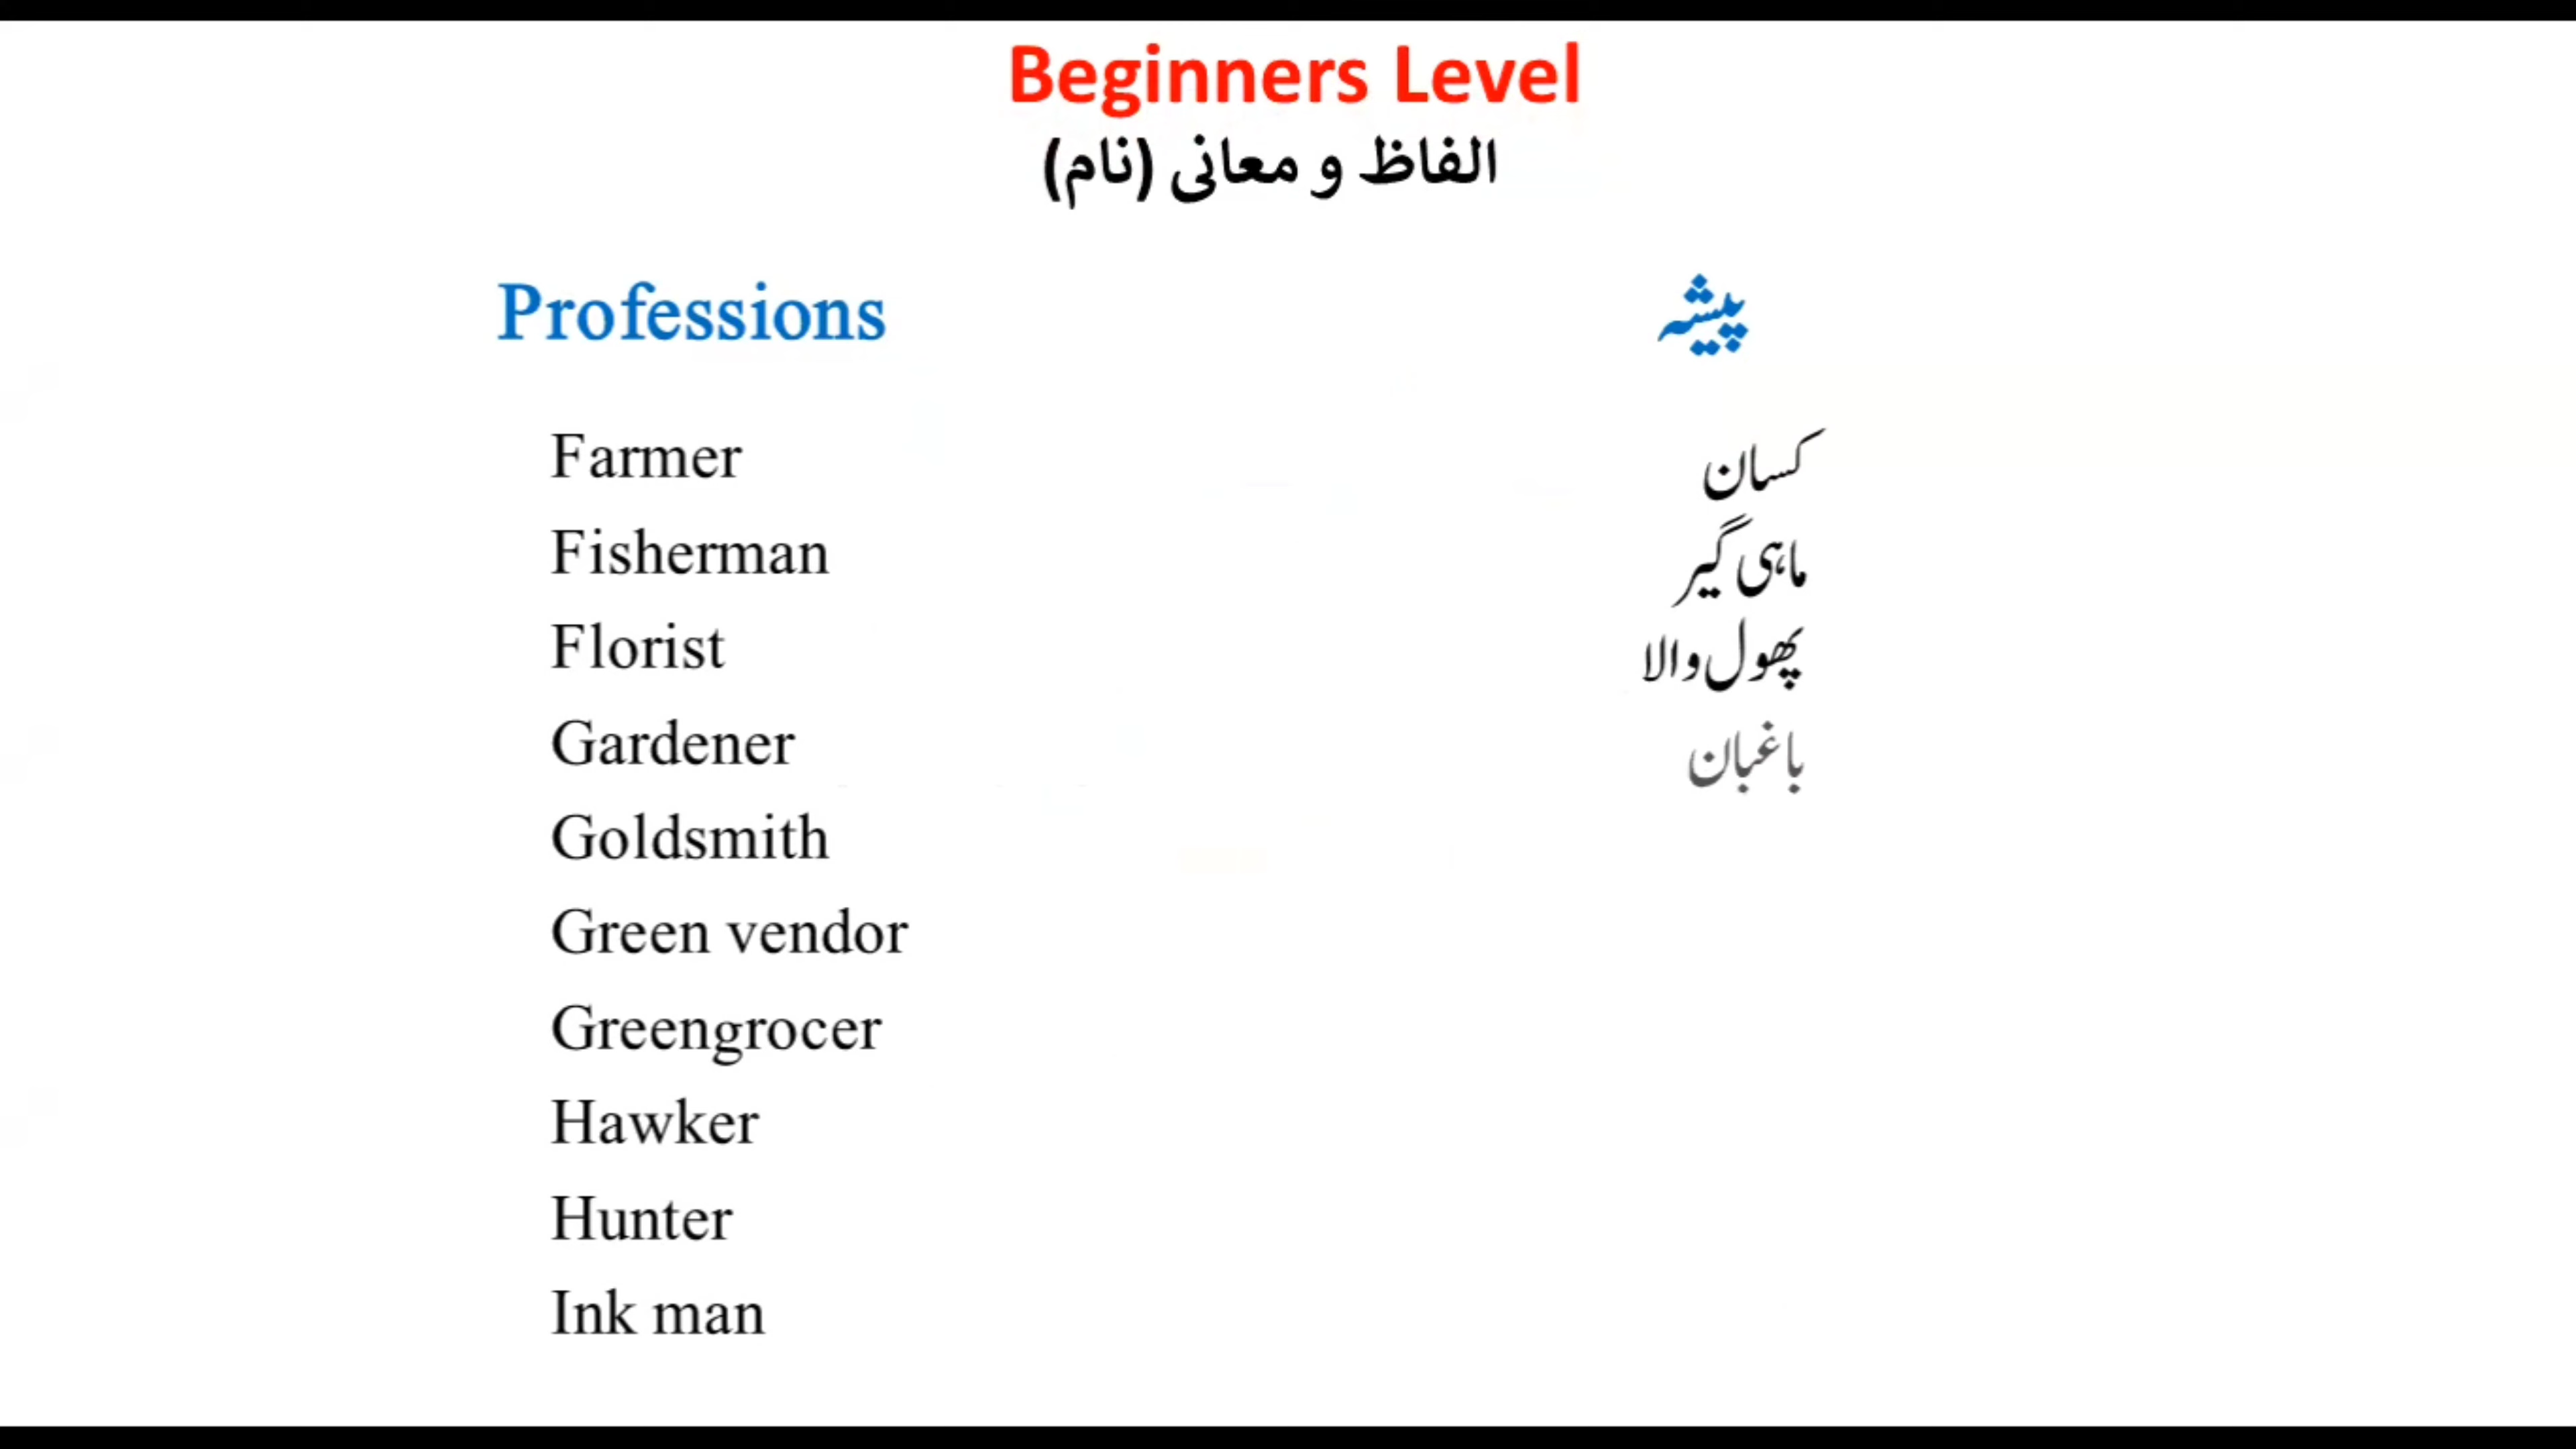 Beginners Level
الفاظ و معانی (نام)
Professions پیشہ
Farmer کسان
Fisherman ماہی گیر
Florist پھول والا
Gardener باغبان
Goldsmith
Green vendor
Greengrocer
Hawker
Hunter
Ink man